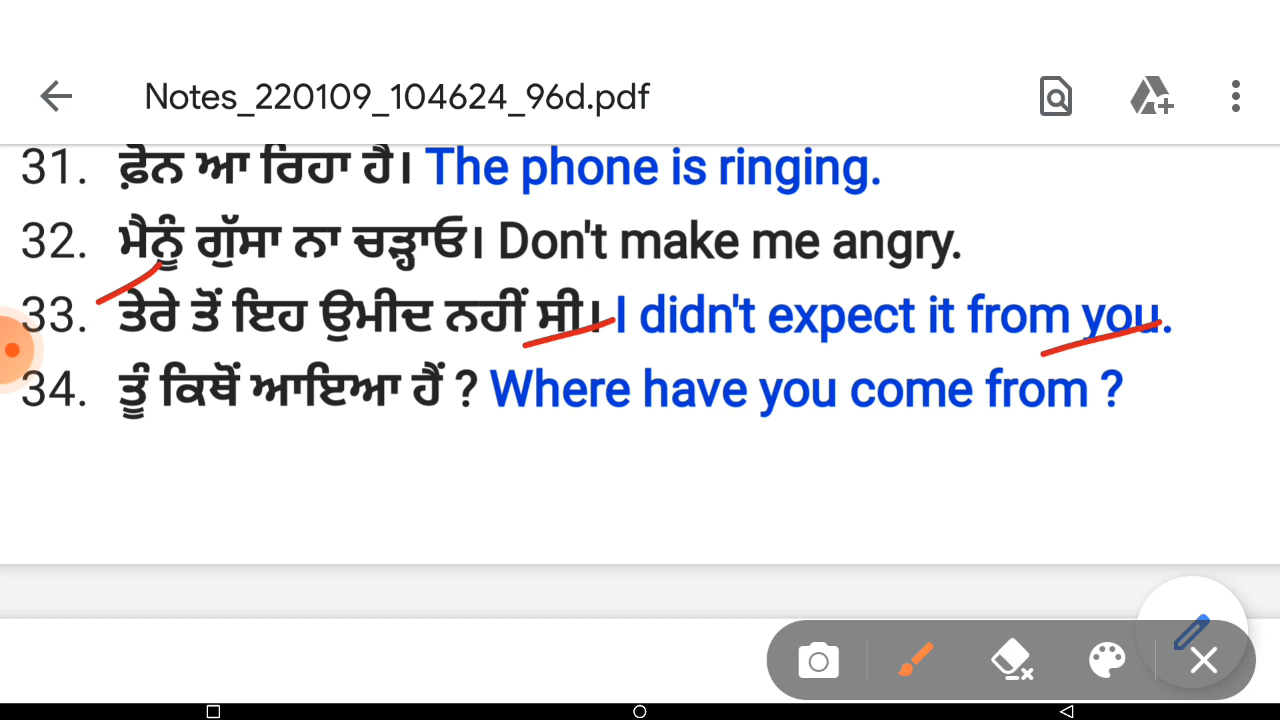 Notes_220109_104624_96d.pdf
31. ਫ਼ੋਨ ਆ ਰਿਹਾ ਹੈ। The phone is ringing.
32. ਮੈਨੂੰ ਗੁੱਸਾ ਨਾ ਚੜ੍ਹਾਓ। Don't make me angry.
33. ਤੇਰੇ ਤੋਂ ਇਹ ਉਮੀਦ ਨਹੀਂ ਸੀ। I didn't expect it from you.
34. ਤੂੰ ਕਿਥੋਂ ਆਇਆ ਹੈਂ ? Where have you come from ?